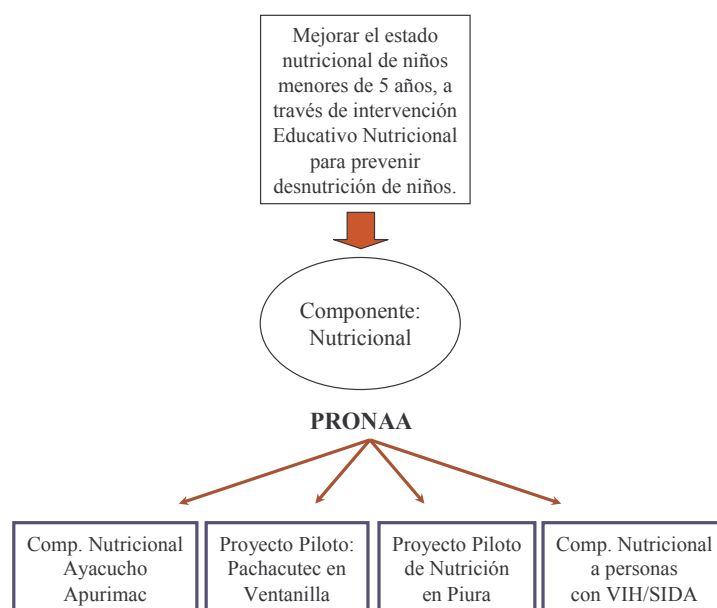 Mejorar el estado
nutricional de niños
menores de 5 años, a
través de intervención
Educativo Nutricional
para prevenir
desnutrición de niños.
Componente:
Nutricional
PRONAA
Comp. Nutricional
Ayacucho
Apurimac
Proyecto Piloto:
Pachacutec en
Ventanilla
Proyecto Piloto
de Nutrición
en Piura
Comp. Nutricional
a personas
con VIH/SIDA